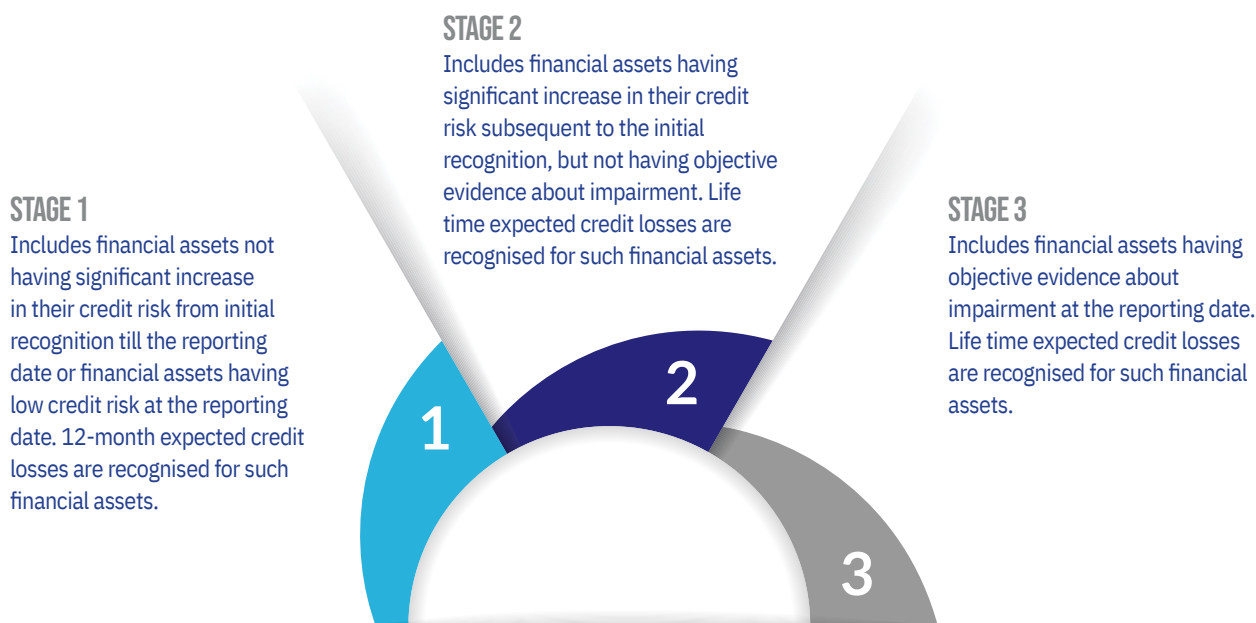 STAGE 1
Includes financial assets not
having significant increase
in their credit risk from initial
recognition till the reporting
date or financial assets having
low credit risk at the reporting
date. 12-month expected credit
losses are recognised for such
financial assets.
STAGE 2
Includes financial assets having
significant increase in their credit
risk subsequent to the initial
recognition, but not having objective
evidence about impairment. Life
time expected credit losses are
recognised for such financial assets.
STAGE 3
Includes financial assets having
objective evidence about
impairment at the reporting date.
Life time expected credit losses
are recognised for such financial
assets.
1
2
3